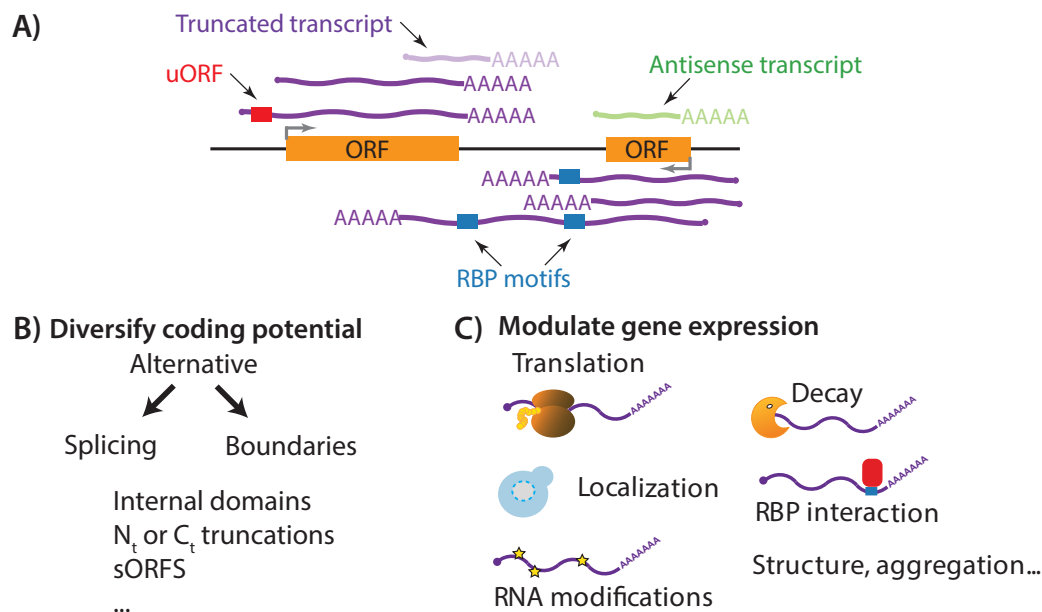 A)
Truncated transcript
AAAAA
uORF
AAAAA
Antisense transcript
AAAAA
AAAAA
ORF
ORF
AAAAA
AAAAA
AAAAA
RBP motifs
B) Diversify coding potential
Alternative
Splicing
Boundaries
Internal domains
Nt or Ct truncations
sORFS
...
C) Modulate gene expression
Translation
AAAAAAA
Decay
AAAAAAA
Localization
AAAAAAA
RBP interaction
AAAAAAA
RNA modifications
Structure, aggregation...